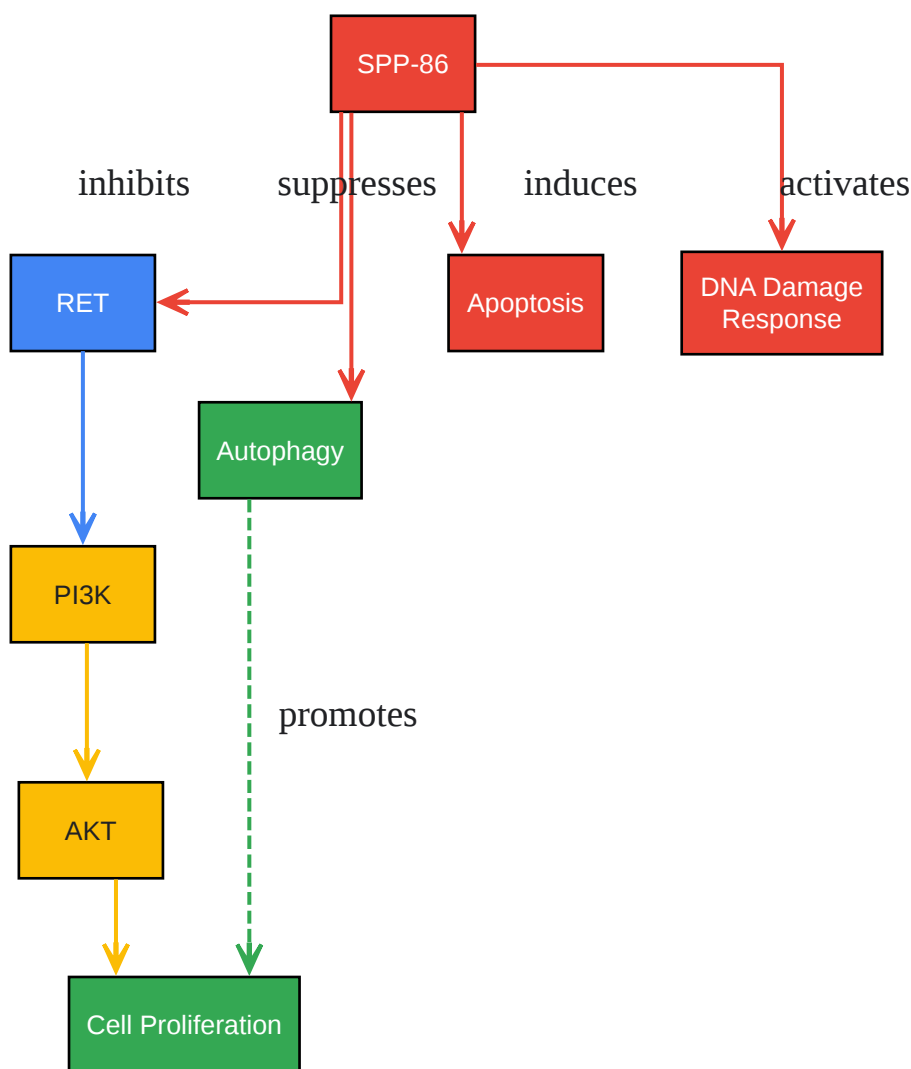 SPP-86
inhibits
suppresses
induces
activates
RET
Apoptosis
DNA Damage
Response
Autophagy
PI3K
promotes
AKT
Cell Proliferation